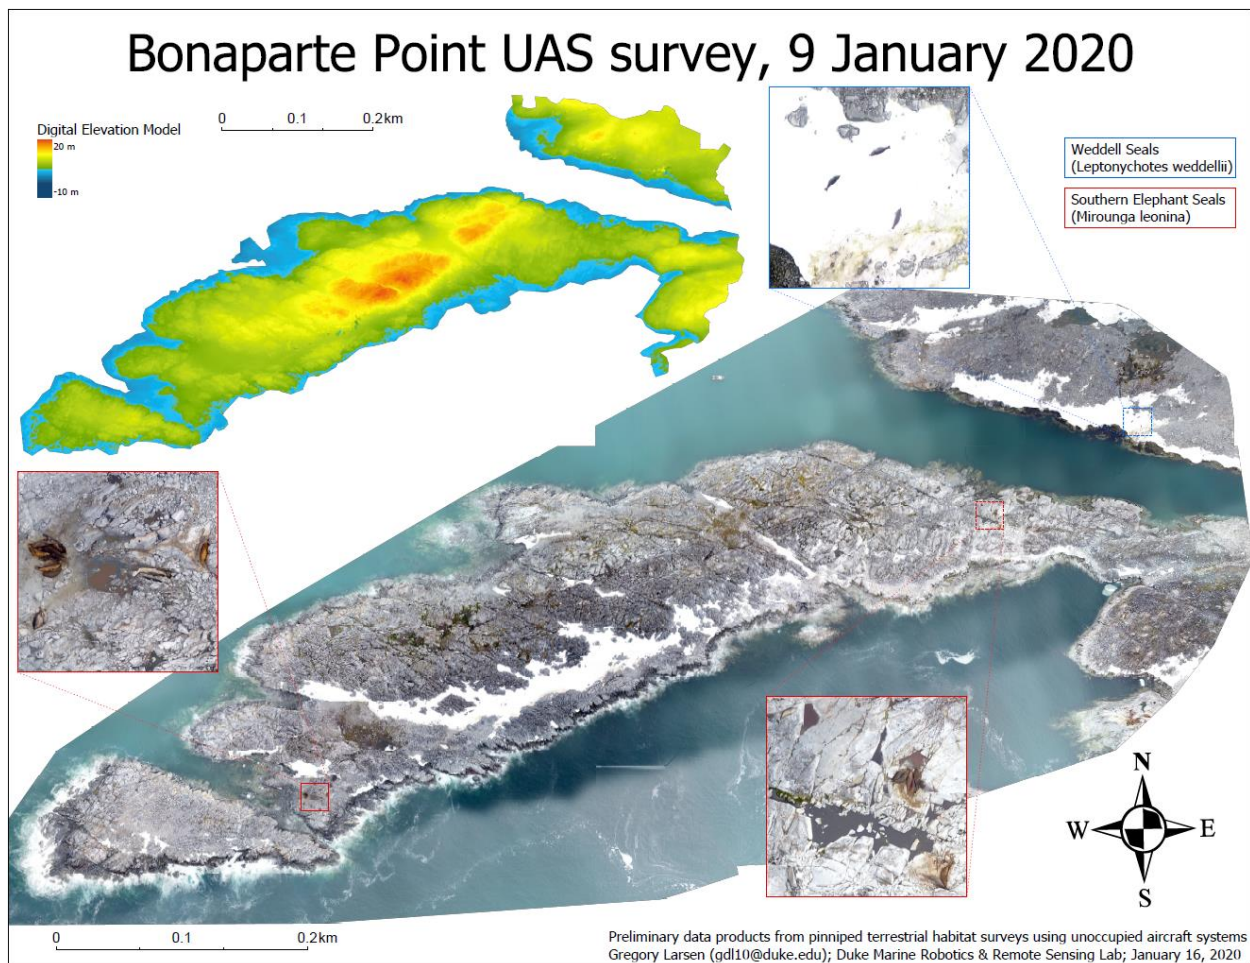 Bonaparte Point UAS survey, 9 January 2020
Digital Elevation Model
20 m
-10 m
0 0.1 0.2km
Weddell Seals
(Leptonychotes weddellii)
Southern Elephant Seals
(Mirounga leonina)
N
W E
S
0 0.1 0.2km
Preliminary data products from pinniped terrestrial habitat surveys using unoccupied aircraft systems
Gregory Larsen (gdl10@duke.edu); Duke Marine Robotics & Remote Sensing Lab; January 16, 2020